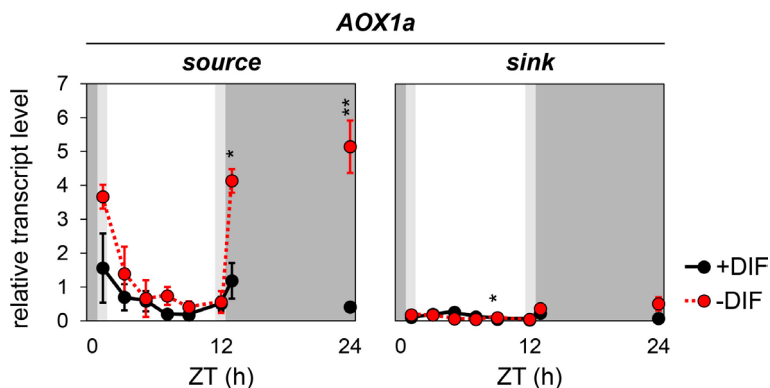 AOX1a
source sink
relative transcript level
7
6
5
4
3
2
1
0
* ** *
0 12 24 0 12 24
ZT (h) ZT (h)
+DIF
-DIF